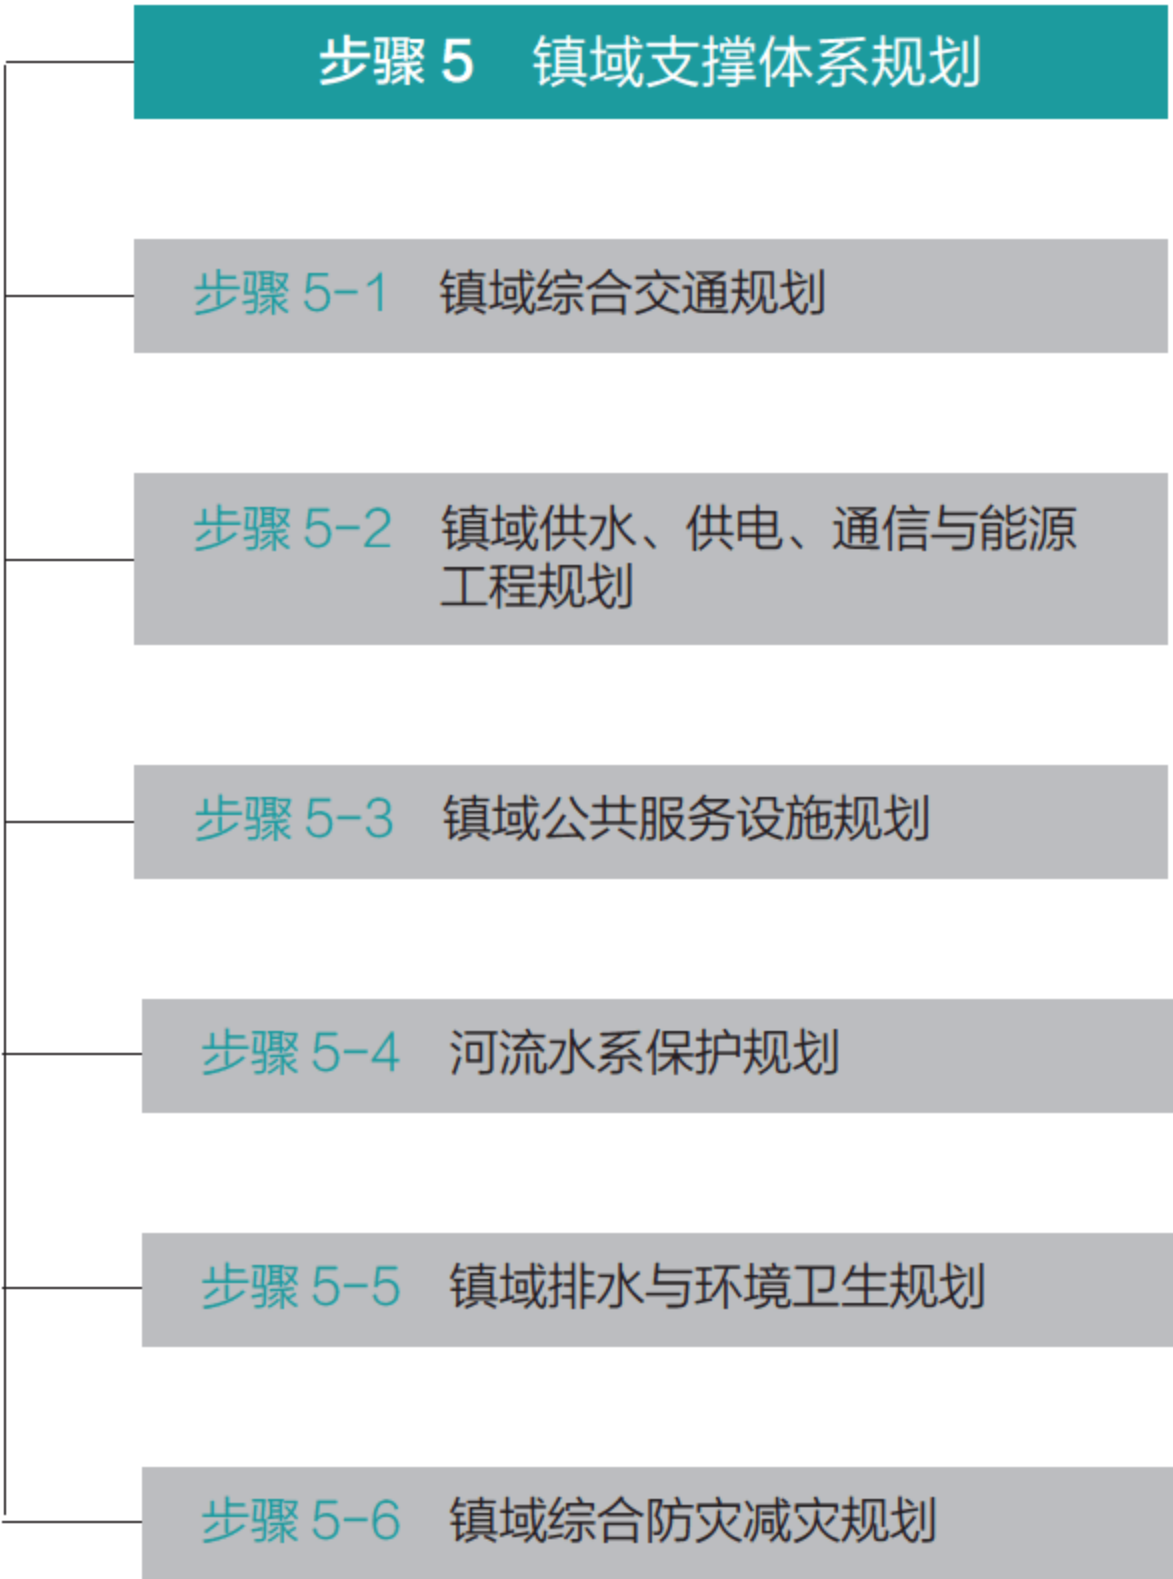 步骤 5 镇域支撑体系规划
步骤 5-1 镇域综合交通规划
步骤 5-2 镇域供水、供电、通信与能源
工程规划
步骤 5-3 镇域公共服务设施规划
步骤 5-4 河流水系保护规划
步骤 5-5 镇域排水与环境卫生规划
步骤 5-6 镇域综合防灾减灾规划